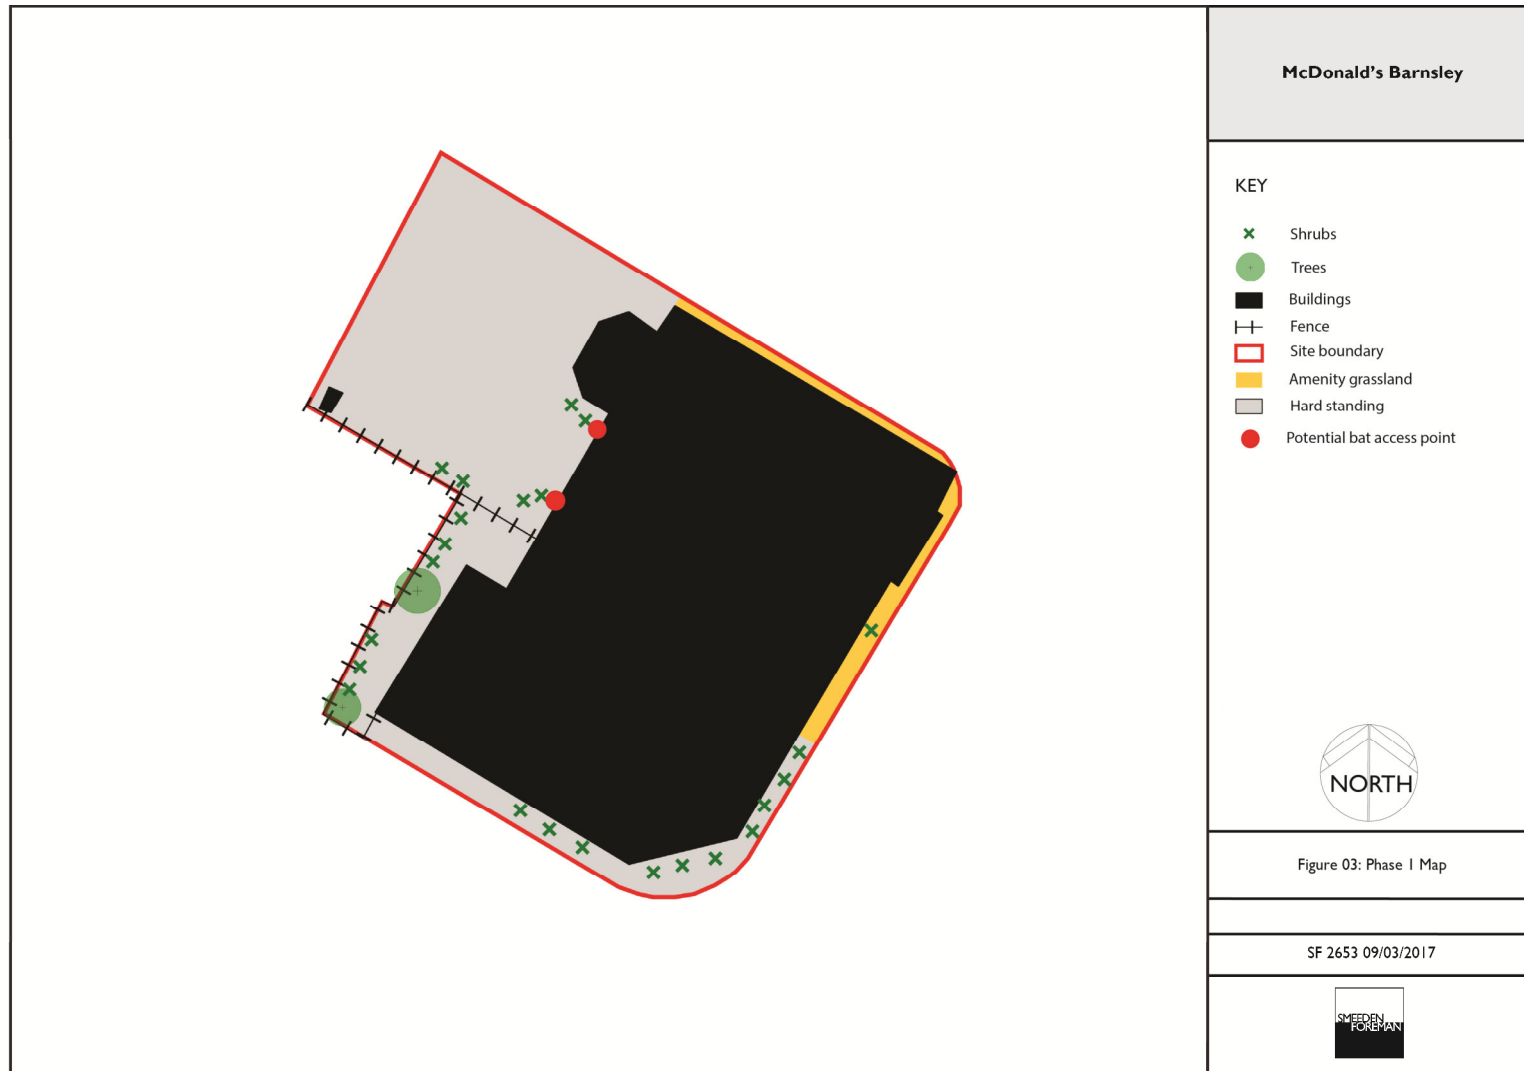 McDonald's Barnsley
KEY
Shrubs
Trees
Buildings
Fence
Site boundary
Amenity grassland
Hard standing
Potential bat access point
NORTH
Figure 03: Phase 1 Map
SF 2653 09/03/2017
SMEEDEN
FOREMAN